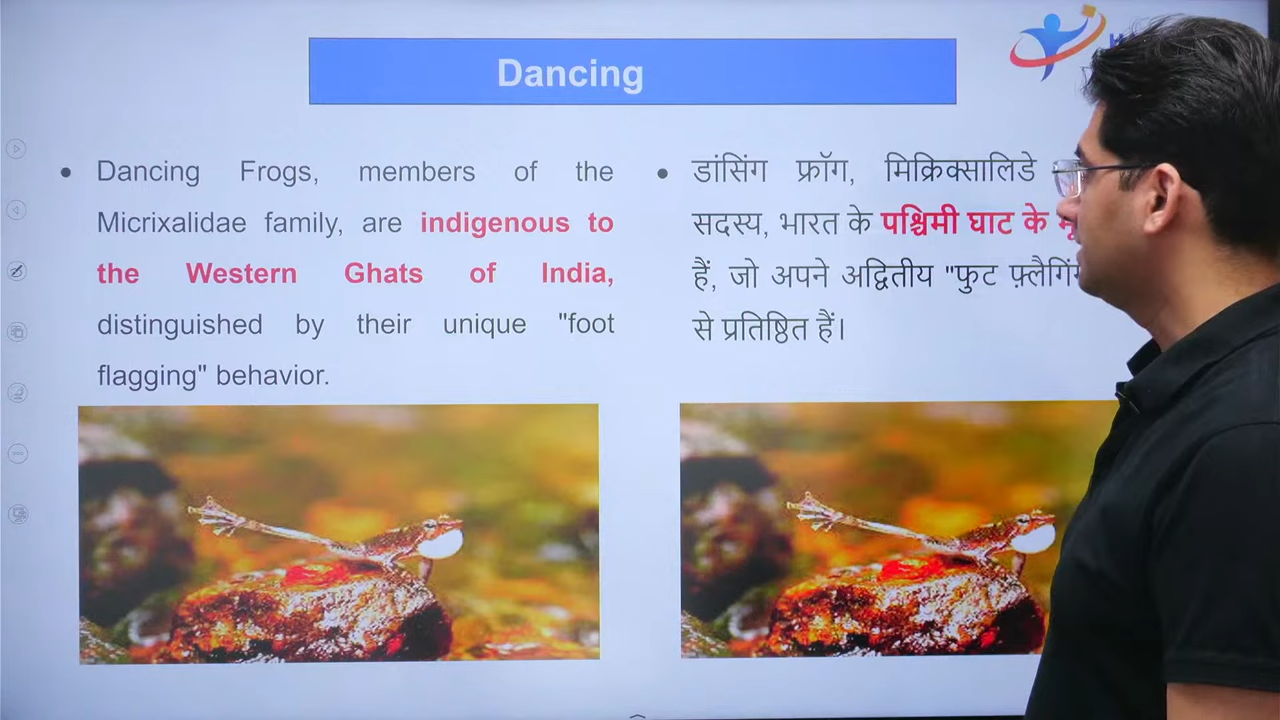 Dancing
• Dancing Frogs, members of the
Micrixalidae family, are indigenous to
the Western Ghats of India,
distinguished by their unique "foot
flagging" behavior.
• डांसिंग फ्रॉग, मिक्रिक्सालिडे
सदस्य, भारत के पश्चिमी घाट के
हैं, जो अपने अद्वितीय "फुट फ़्लैगिंग
से प्रतिष्ठित हैं।